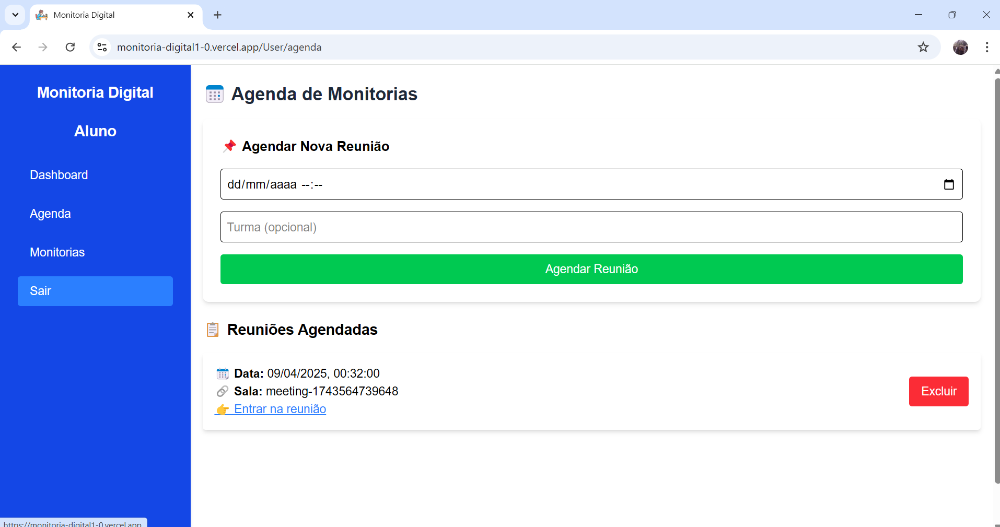 Monitoria Digital
monitoria-digital1-0.vercel.app/User/agenda
Monitoria Digital
Aluno
Dashboard
Agenda
Monitorias
Sair
Agenda de Monitorias
Agendar Nova Reunião
dd/mm/aaaa --:--
Turma (opcional)
Agendar Reunião
Reuniões Agendadas
Data: 09/04/2025, 00:32:00
Sala: meeting-1743564739648
Entrar na reunião
Excluir
https://monitoria-digital1-0.vercel.app